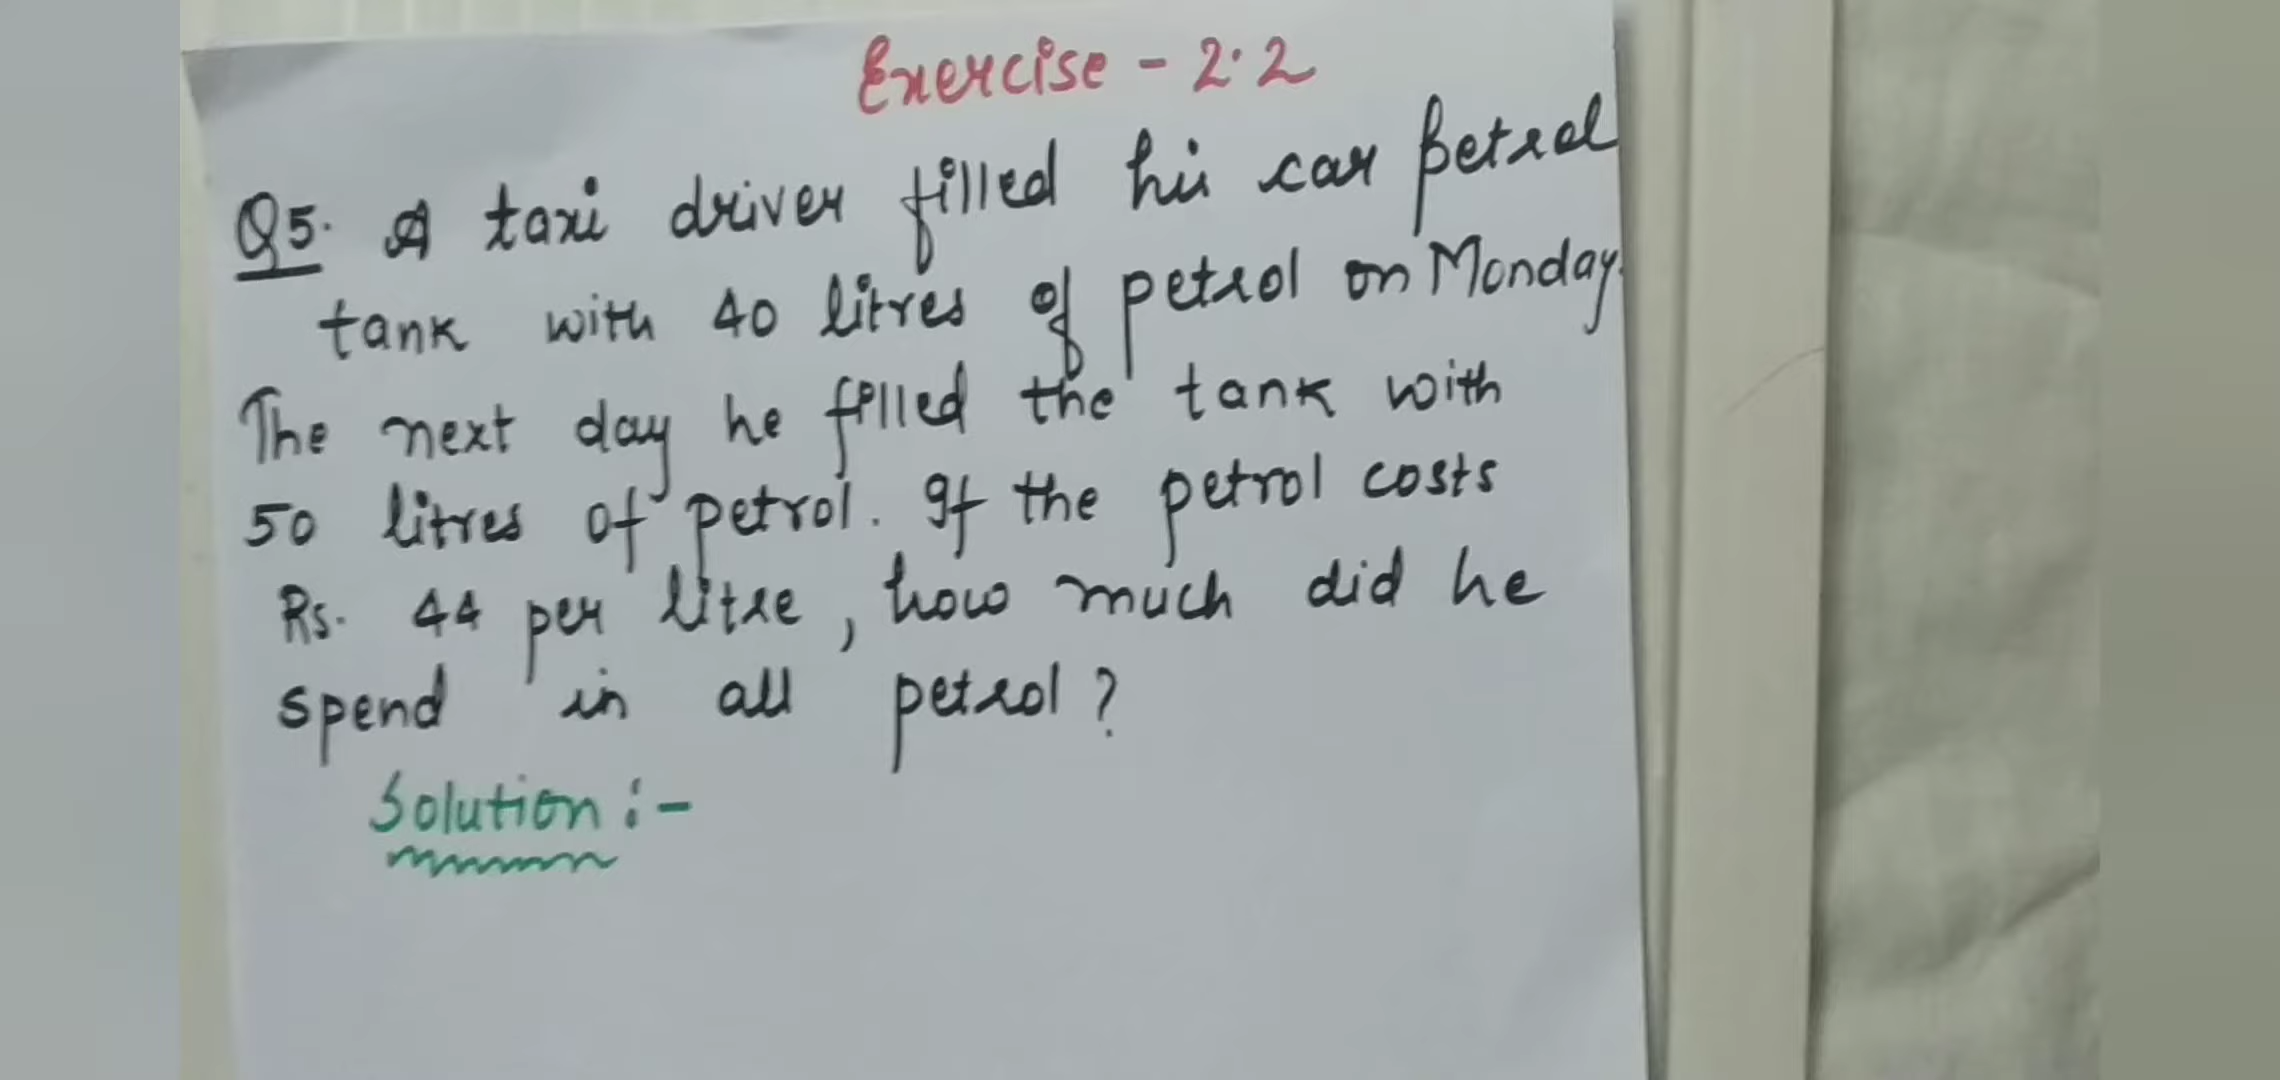 Exercise - 2.2
Q5. A taxi driver filled his car petrol
tank with 40 litres of petrol on Monday.
The next day he filled the tank with
50 litres of petrol. If the petrol costs
Rs. 44 per litre, how much did he
spend in all petrol?
Solution :-